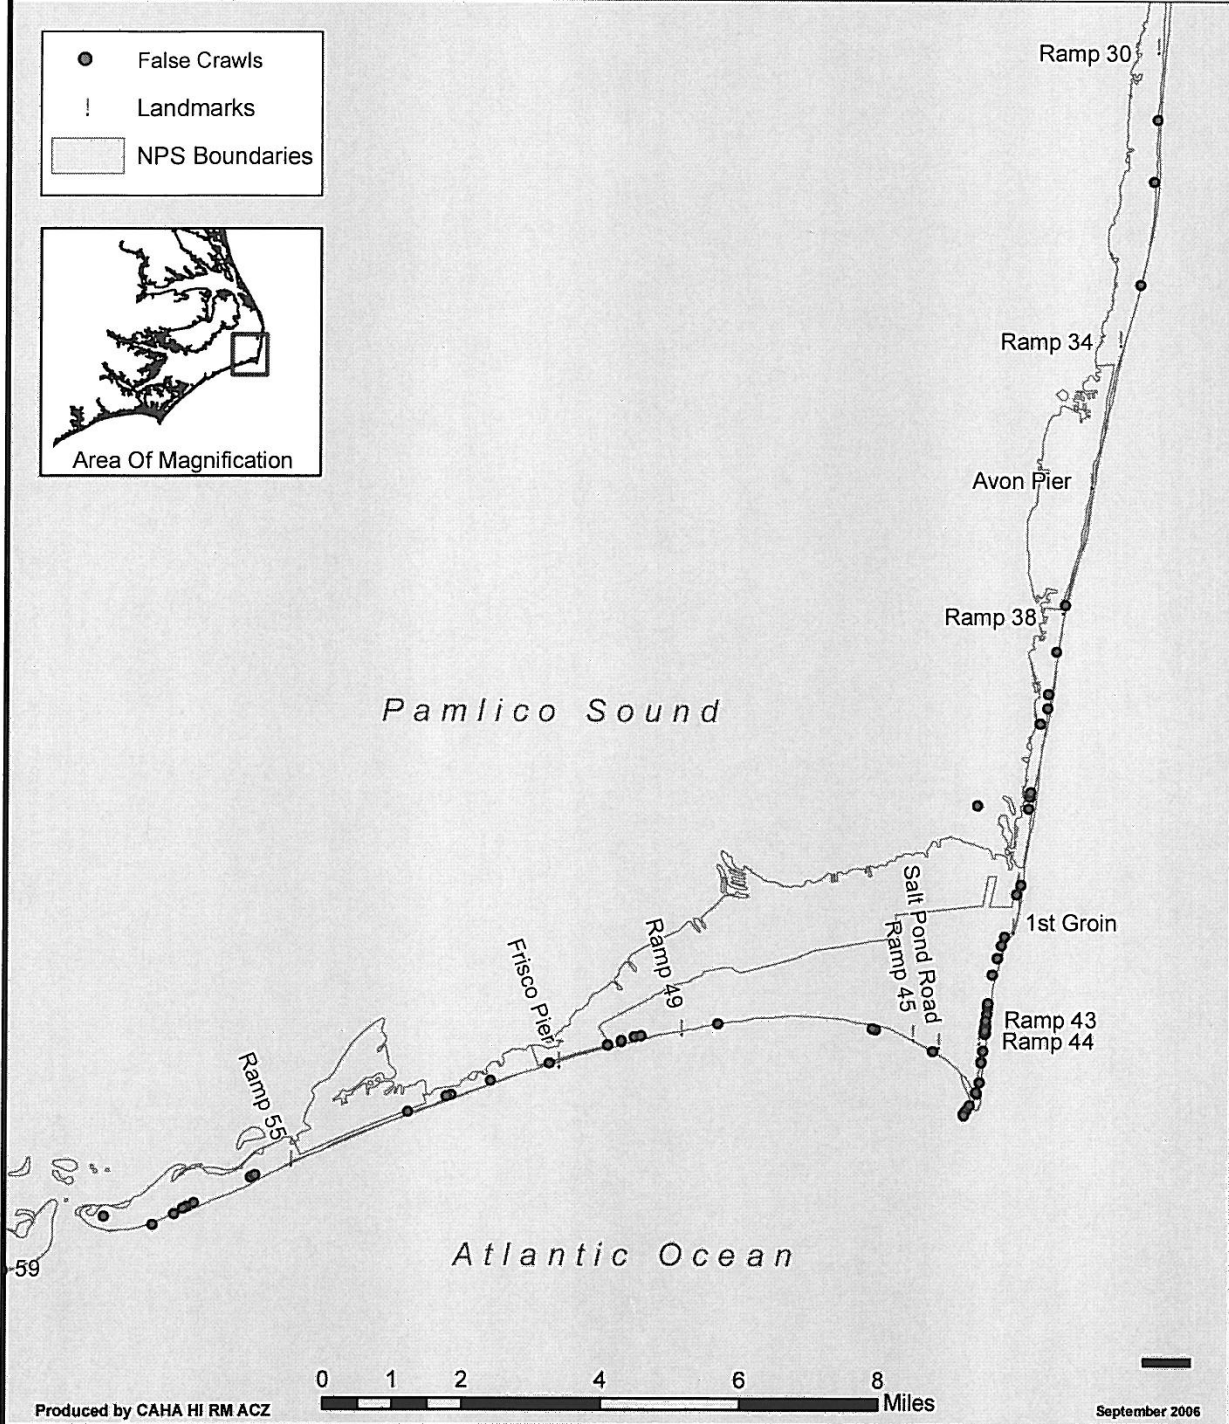 False Crawls
! Landmarks
NPS Boundaries
Area Of Magnification
Ramp 30
Ramp 34
Avon Pier
Ramp 38
Pamlico Sound
1st Groin
Salt Pond Road
Ramp 45
Ramp 49
Frisco Pier
Ramp 43
Ramp 44
Ramp 55
59
Atlantic Ocean
0 1 2 4 6 8
Miles
Produced by CAHA HI RM ACZ
September 2006